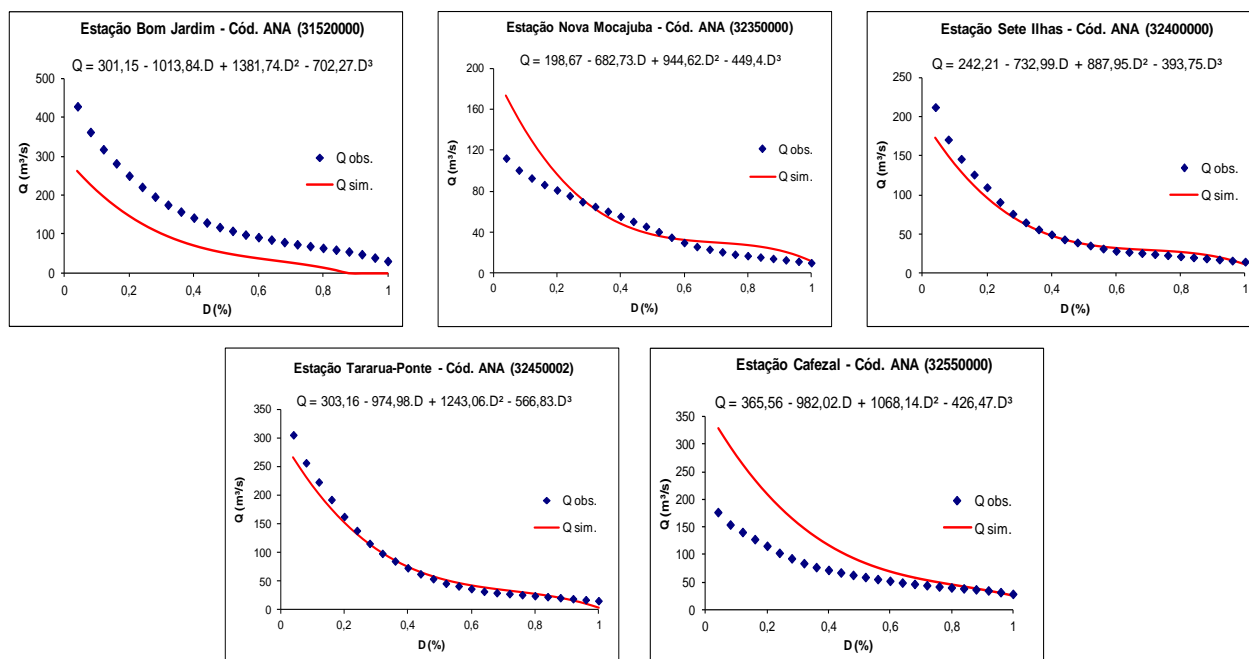 Estação Bom Jardim - Cód. ANA (31520000)
Q = 301,15 - 1013,84.D + 1381,74.D² - 702,27.D³
500
400
300
200
100
0
Q (m³/s)
Q obs.
Q sim.
0
0,2
0,4
0,6
0,8
1
D (%)
Estação Nova Mocajuba - Cód. ANA (32350000)
Q = 198,67 - 682,73.D + 944,62.D² - 449,4.D³
200
160
120
80
40
0
Q (m³/s)
Q obs.
Q sim.
0
0,2
0,4
0,6
0,8
1
D (%)
Estação Sete Ilhas - Cód. ANA (32400000)
Q = 242,21 - 732,99.D + 887,95.D² - 393,75.D³
250
200
150
100
50
0
Q (m³/s)
Q obs.
Q sim.
0
0,2
0,4
0,6
0,8
1
D (%)
Estação Tararua-Ponte - Cód. ANA (32450002)
Q = 303,16 - 974,98.D + 1243,06.D² - 566,83.D³
350
300
250
200
150
100
50
0
Q (m³/s)
Q obs.
Q sim.
0
0,2
0,4
0,6
0,8
1
D (%)
Estação Cafezal - Cód. ANA (32550000)
Q = 365,56 - 982,02.D + 1068,14.D² - 426,47.D³
350
300
250
200
150
100
50
0
Q (m³/s)
Q obs.
Q sim.
0
0,2
0,4
0,6
0,8
1
D (%)